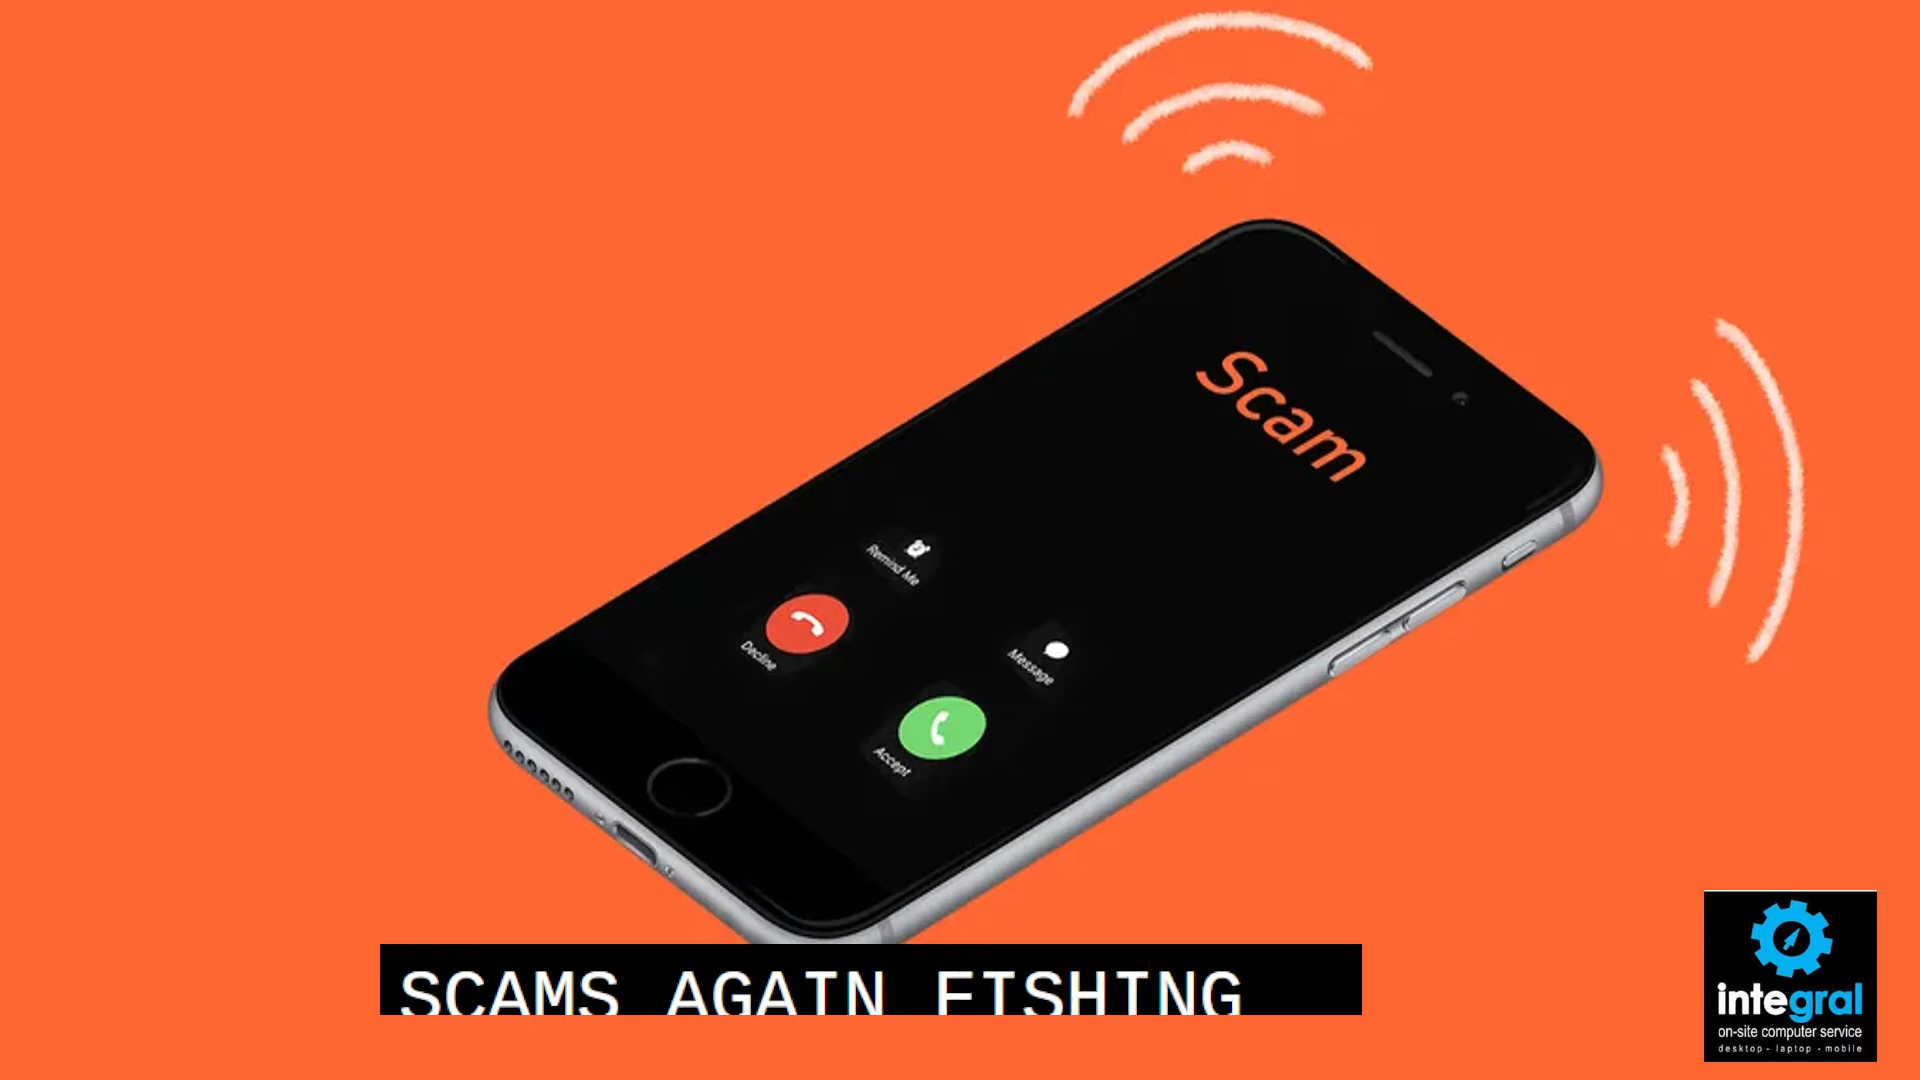 Scam
Remind Me
Message
Decline
Accept
SCAMS AGAIN FISHING
integral
on-site computer service
desktop - laptop - mobile